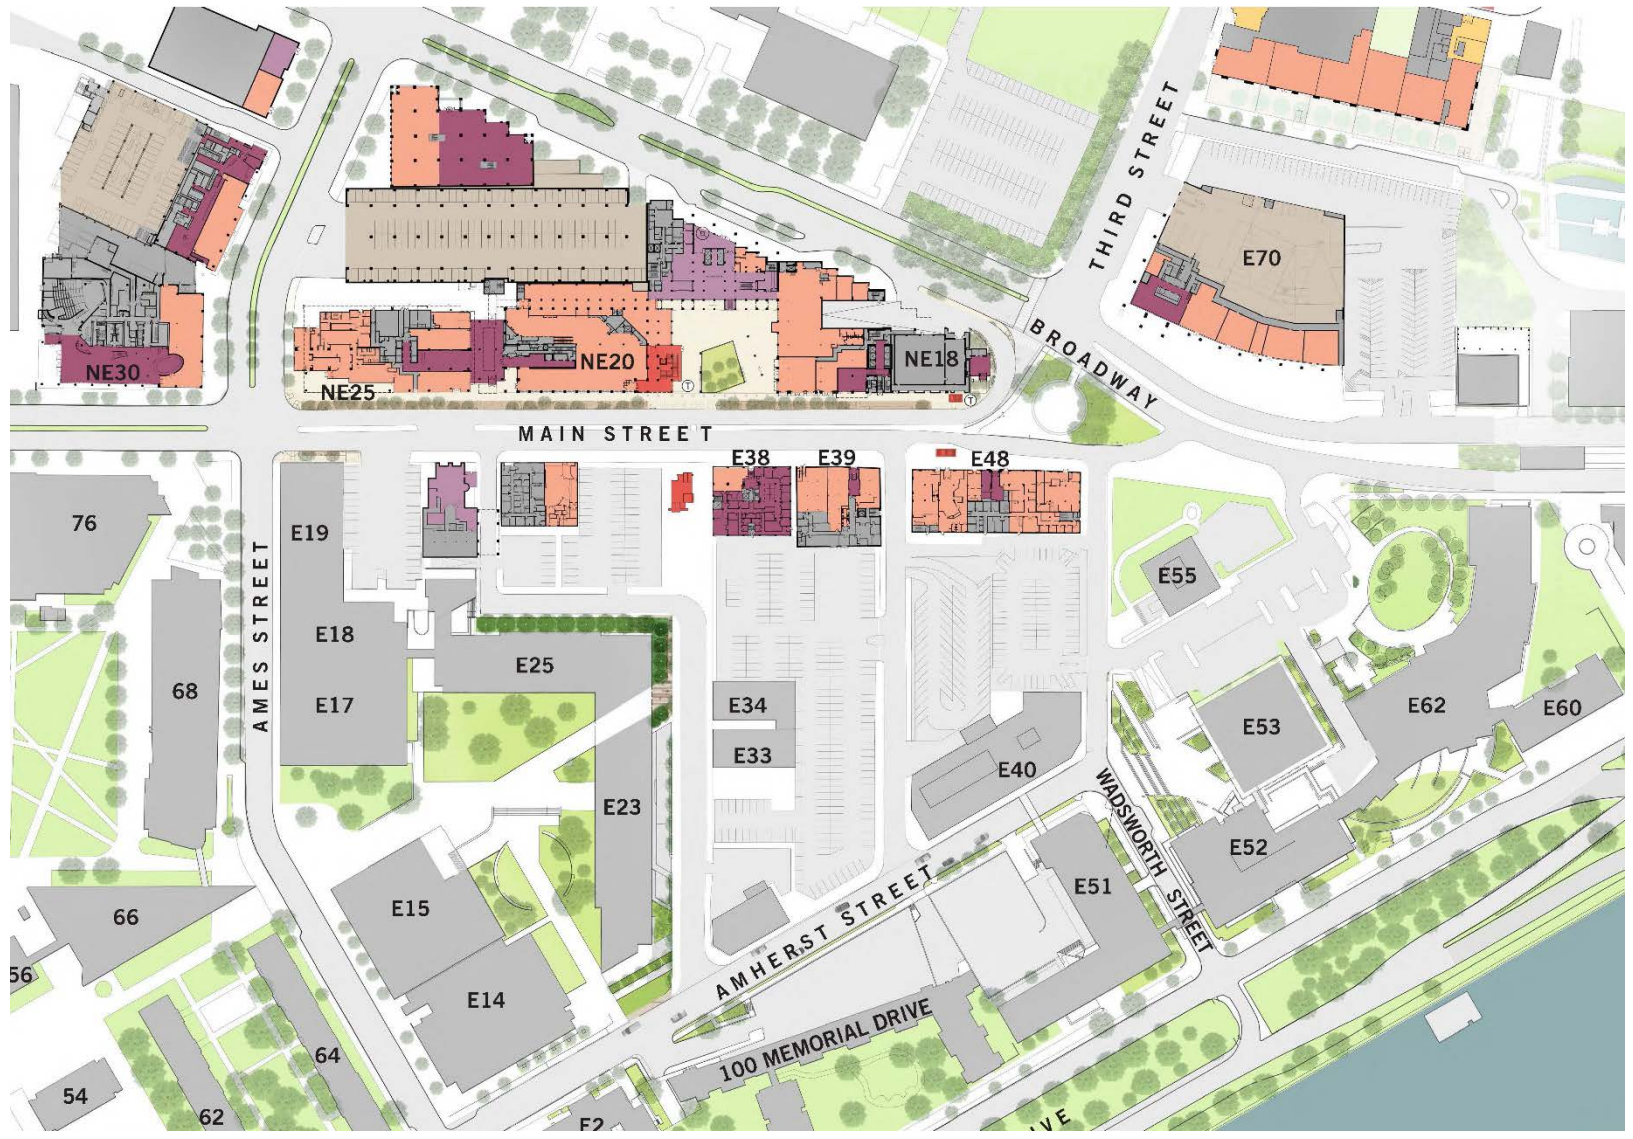 THIRD STREET
E70
BROADWAY
NE30
NE25
NE20
NE18
T
T
MAIN STREET
E38
E39
E48
76
E19
E55
AMES STREET
68
E18
E25
E17
E34
E33
E53
E62
E60
E40
WADSWORTH STREET
E23
E52
E51
66
E15
AMHERST STREET
56
E14
100 MEMORIAL DRIVE
64
54
62
E2
IVE